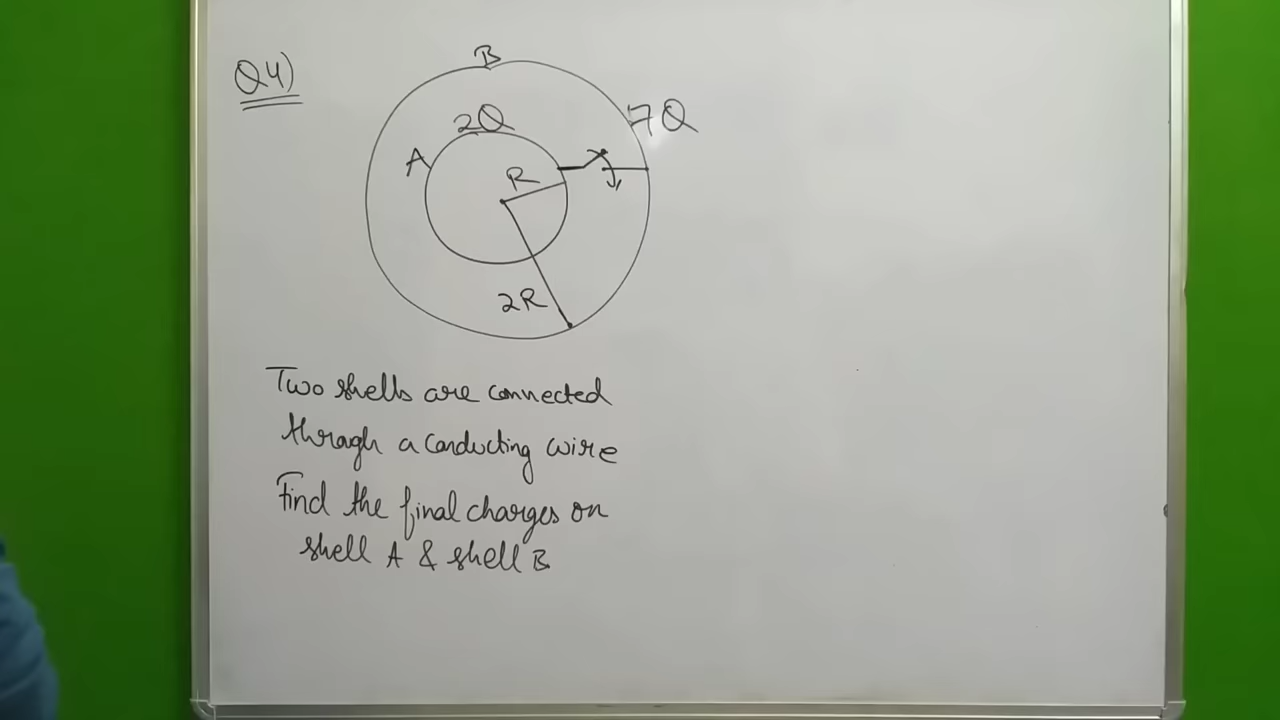 Q4)
B
2Q
7Q
A
R
2R
Two shells are connected
through a conducting wire
Find the final charges on
shell A & shell B